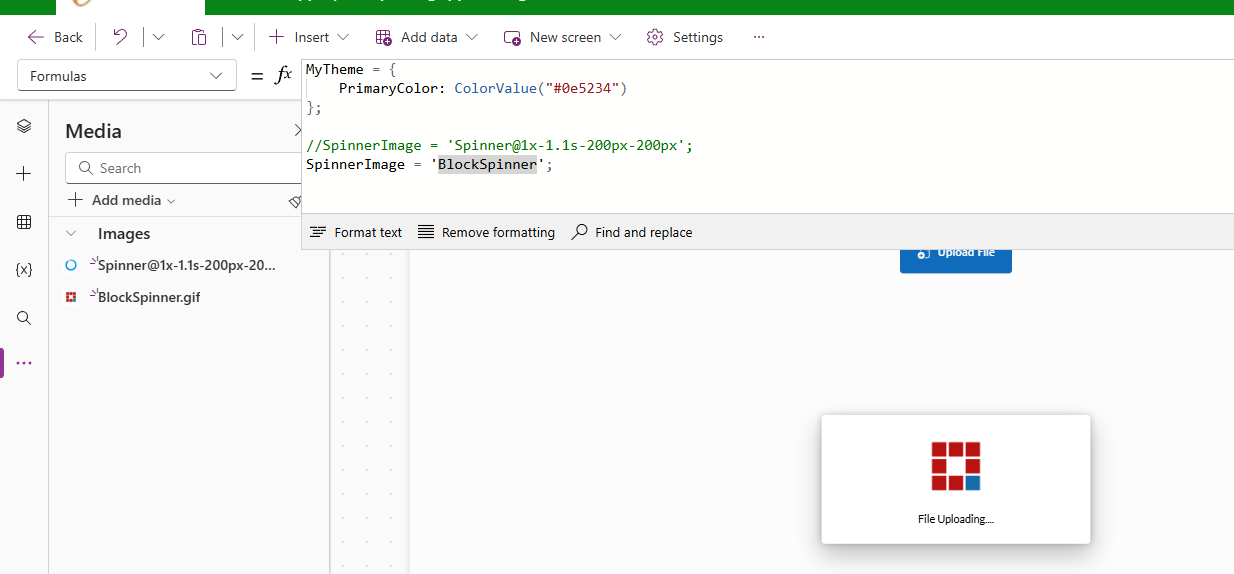 Back
Insert
Add data
New screen
Settings
...
Formulas
= fx
MyTheme = {
PrimaryColor: ColorValue("#0e5234")
};
//SpinnerImage = 'Spinner@1x-1.1s-200px-200px';
SpinnerImage = 'BlockSpinner';
Format text
Remove formatting
Find and replace
Media
Search
Add media
Images
Spinner@1x-1.1s-200px-20...
BlockSpinner.gif
{x}
Upload File
File Uploading....